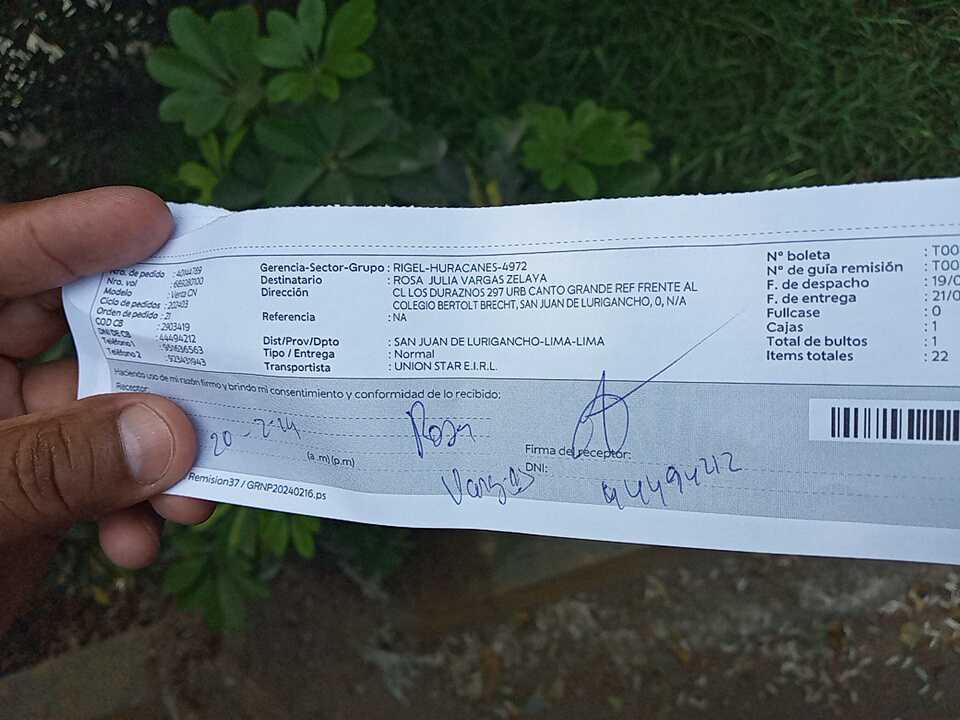 Nro. de pedido : 40144769
Nro. vol
Modelo : Venta CN
Ciclo de pedidos : 202403
Orden de pedido : 21
COD CB : 2903419
DNI DE CB : 44494212
Teléfono 1
Teléfono 2
Gerencia-Sector-Grupo : RIGEL-HURACANES-4972
Destinatario : ROSA JULIA VARGAS ZELAYA
Dirección : CL LOS DURAZNOS 297 URB CANTO GRANDE REF FRENTE AL
COLEGIO BERTOLT BRECHT, SAN JUAN DE LURIGANCHO, 0, N/A
Referencia : NA
Dist/Prov/Dpto : SAN JUAN DE LURIGANCHO-LIMA-LIMA
Tipo / Entrega : Normal
Transportista : UNION STAR E.I.R.L.
N° boleta : T00
N° de guía remisión : T00
F. de despacho : 19/0
F. de entrega : 21/0
Fullcase : 0
Cajas : 1
Total de bultos : 1
Items totales : 22
Haciendo uso de mi razón firmo y brindo mi consentimiento y conformidad de lo recibido:
Receptor:
20-2-24
(a.m)(p.m)
Rosa
Vargas
Firma del receptor:
DNI: 44494212
Remision37 / GRNP20240216.ps